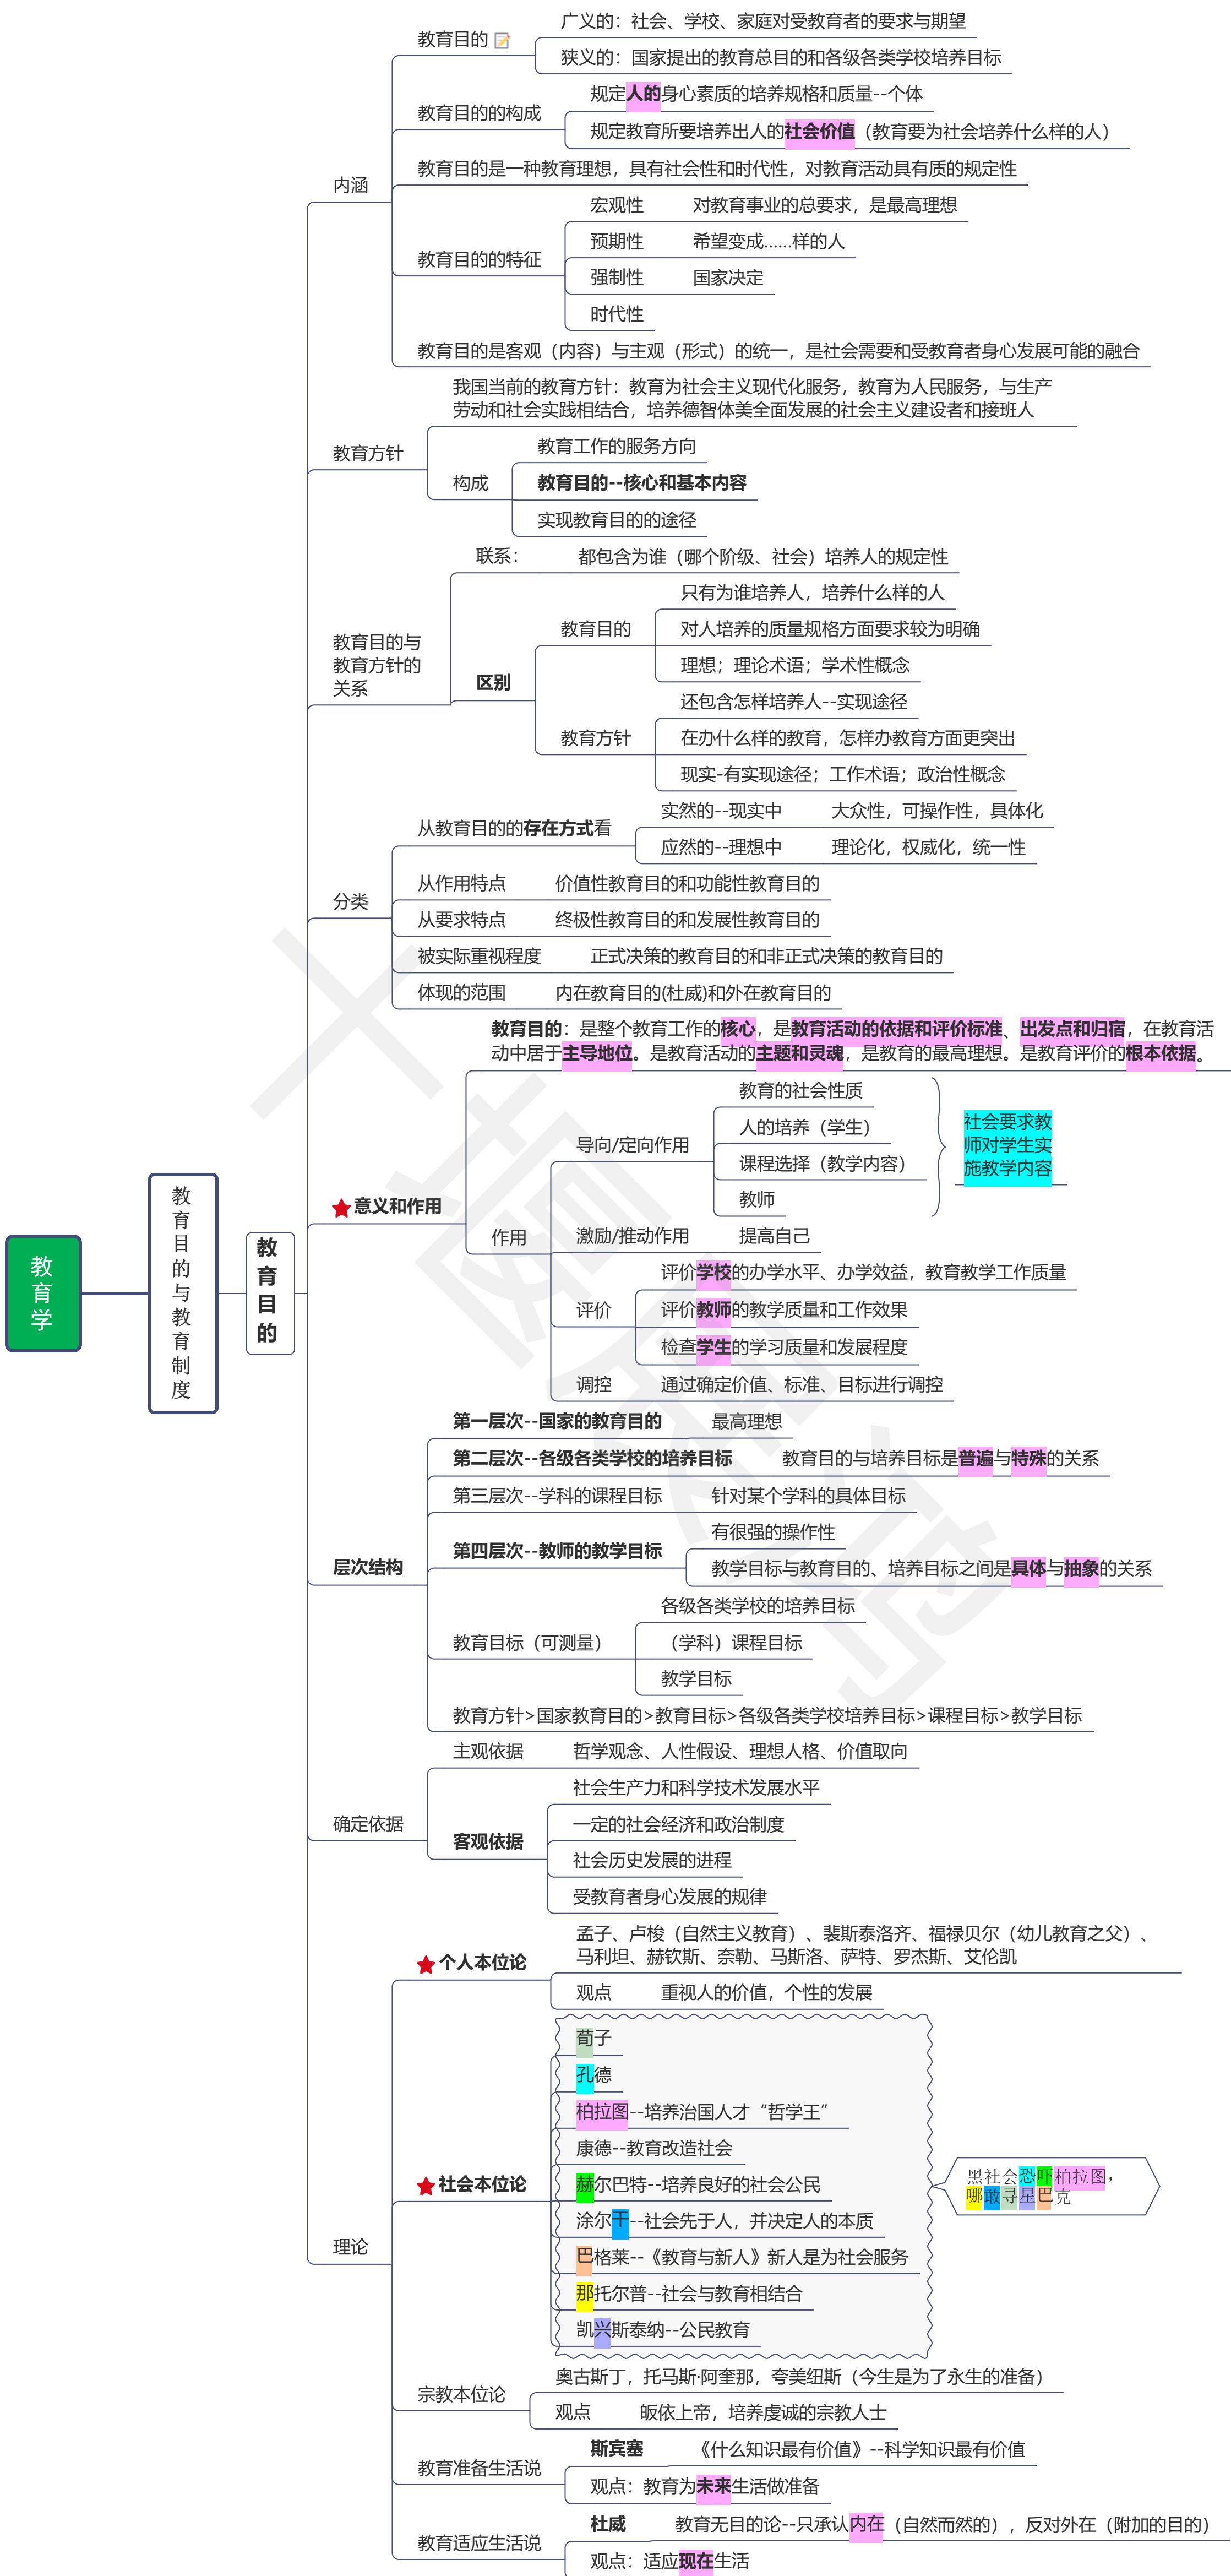 教育学
教育目的与教育制度
教育目的
内涵
教育目的
广义的：社会、学校、家庭对受教育者的要求与期望
狭义的：国家提出的教育总目的和各级各类学校培养目标
教育目的的构成
规定人的身心素质的培养规格和质量--个体
规定教育所要培养出人的社会价值（教育要为社会培养什么样的人）
教育目的是一种教育理想，具有社会性和时代性，对教育活动具有质的规定性
教育目的的特征
宏观性 对教育事业的总要求，是最高理想
预期性 希望变成......样的人
强制性 国家决定
时代性
教育目的是客观（内容）与主观（形式）的统一，是社会需要和受教育者身心发展可能的融合
教育方针
我国当前的教育方针：教育为社会主义现代化服务，教育为人民服务，与生产
劳动和社会实践相结合，培养德智体美全面发展的社会主义建设者和接班人
构成
教育工作的服务方向
教育目的--核心和基本内容
实现教育目的的途径
教育目的与
教育方针的
关系
联系： 都包含为谁（哪个阶级、社会）培养人的规定性
区别
教育目的
只有为谁培养人，培养什么样的人
对人培养的质量规格方面要求较为明确
理想；理论术语；学术性概念
教育方针
还包含怎样培养人--实现途径
在办什么样的教育，怎样办教育方面更突出
现实-有实现途径；工作术语；政治性概念
分类
从教育目的的存在方式看
实然的--现实中 大众性，可操作性，具体化
应然的--理想中 理论化，权威化，统一性
从作用特点 价值性教育目的和功能性教育目的
从要求特点 终极性教育目的和发展性教育目的
被实际重视程度 正式决策的教育目的和非正式决策的教育目的
体现的范围 内在教育目的(杜威)和外在教育目的
意义和作用
教育目的：是整个教育工作的核心，是教育活动的依据和评价标准、出发点和归宿，在教育活
动中居于主导地位。是教育活动的主题和灵魂，是教育的最高理想。是教育评价的根本依据。
作用
导向/定向作用
教育的社会性质
人的培养（学生）
课程选择（教学内容）
教师
社会要求教
师对学生实
施教学内容
激励/推动作用 提高自己
评价
评价学校的办学水平、办学效益，教育教学工作质量
评价教师的教学质量和工作效果
检查学生的学习质量和发展程度
调控 通过确定价值、标准、目标进行调控
层次结构
第一层次--国家的教育目的 最高理想
第二层次--各级各类学校的培养目标 教育目的与培养目标是普遍与特殊的关系
第三层次--学科的课程目标 针对某个学科的具体目标
第四层次--教师的教学目标
有很强的操作性
教学目标与教育目的、培养目标之间是具体与抽象的关系
教育目标（可测量）
各级各类学校的培养目标
（学科）课程目标
教学目标
教育方针>国家教育目的>教育目标>各级各类学校培养目标>课程目标>教学目标
确定依据
主观依据 哲学观念、人性假设、理想人格、价值取向
客观依据
社会生产力和科学技术发展水平
一定的社会经济和政治制度
社会历史发展的进程
受教育者身心发展的规律
理论
个人本位论
孟子、卢梭（自然主义教育）、裴斯泰洛齐、福禄贝尔（幼儿教育之父）、
马利坦、赫钦斯、奈勒、马斯洛、萨特、罗杰斯、艾伦凯
观点 重视人的价值，个性的发展
社会本位论
荀子
孔德
柏拉图--培养治国人才“哲学王”
康德--教育改造社会
赫尔巴特--培养良好的社会公民
涂尔干--社会先于人，并决定人的本质
巴格莱--《教育与新人》新人是为社会服务
那托尔普--社会与教育相结合
凯兴斯泰纳--公民教育
黑社会恐吓柏拉图，
哪敢寻星巴克
宗教本位论
奥古斯丁，托马斯·阿奎那，夸美纽斯（今生是为了永生的准备）
观点 皈依上帝，培养虔诚的宗教人士
教育准备生活说
斯宾塞 《什么知识最有价值》--科学知识最有价值
观点：教育为未来生活做准备
教育适应生活说
杜威 教育无目的论--只承认内在（自然而然的），反对外在（附加的目的）
观点：适应现在生活